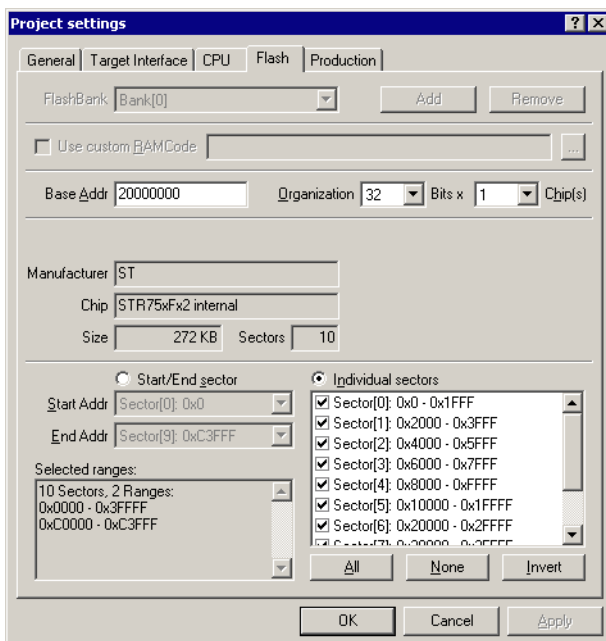 Project settings
General Target Interface CPU Flash Production
FlashBank Bank[0] Add Remove
Use custom RAMCode ...
Base Addr 20000000 Organization 32 Bits x 1 Chip(s)
Manufacturer ST
Chip STR75xFx2 internal
Size 272 KB Sectors 10
Start/End sector
Start Addr Sector[0]: 0x0
End Addr Sector[9]: 0xC3FFF
Selected ranges:
10 Sectors, 2 Ranges:
0x0000 - 0x3FFFF
0xC0000 - 0xC3FFF
Individual sectors
Sector[0]: 0x0 - 0x1FFF
Sector[1]: 0x2000 - 0x3FFF
Sector[2]: 0x4000 - 0x5FFF
Sector[3]: 0x6000 - 0x7FFF
Sector[4]: 0x8000 - 0xFFFF
Sector[5]: 0x10000 - 0x1FFFF
Sector[6]: 0x20000 - 0x2FFFF
All None Invert
OK Cancel Apply